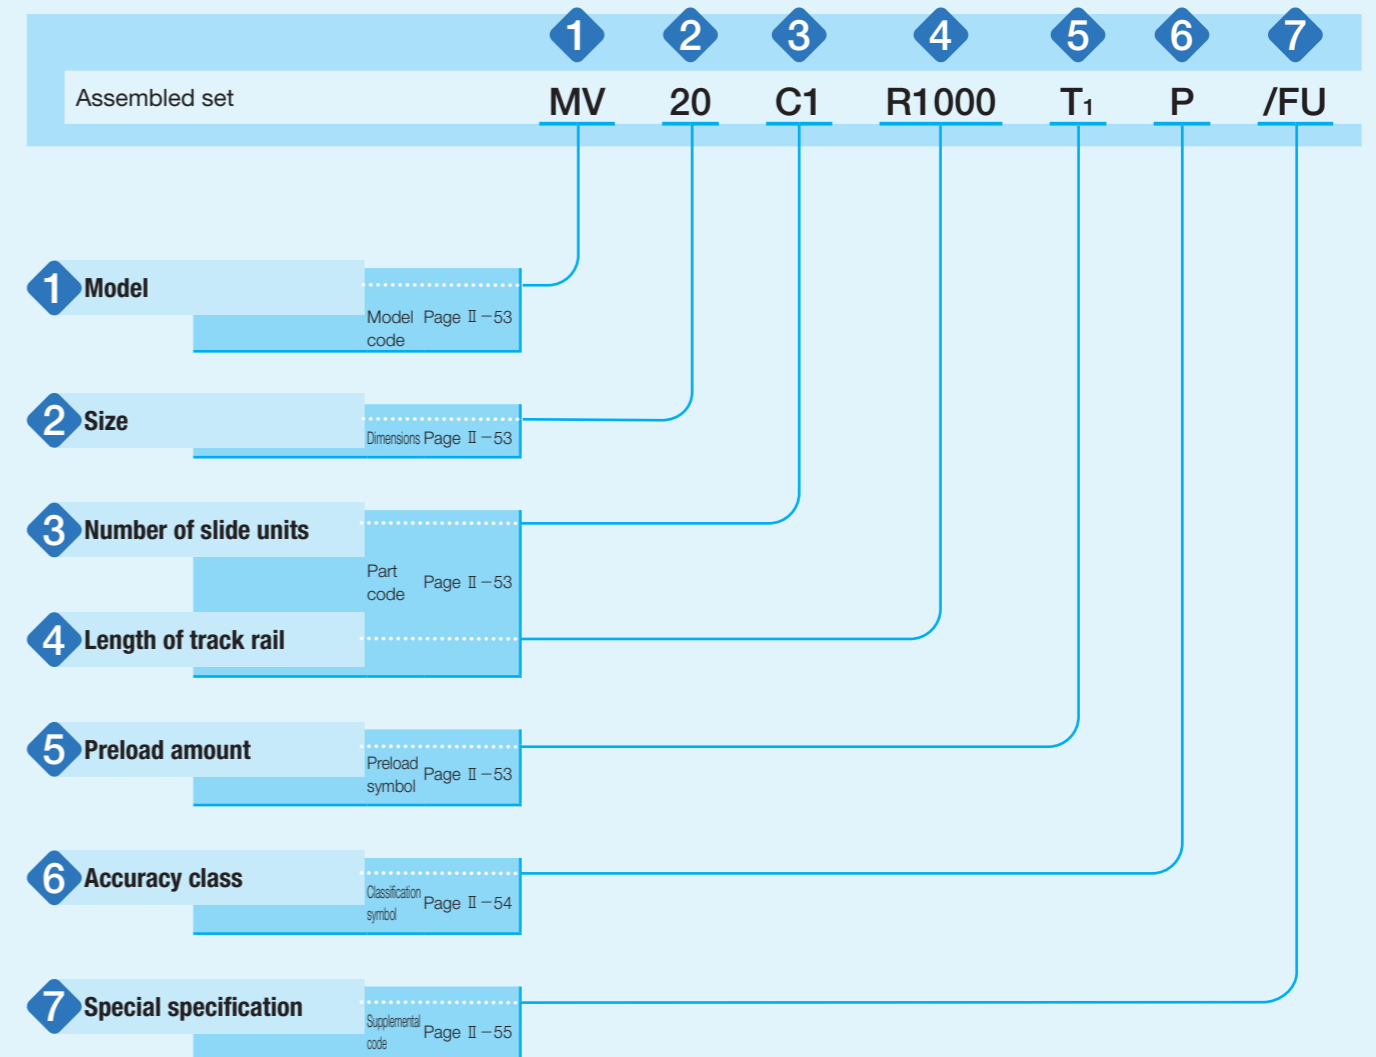 1 2 3 4 5 6 7
Assembled set MV 20 C1 R1000 T1 P /FU
1 Model
Model code Page Ⅱ-53
2 Size
Dimensions Page Ⅱ-53
3 Number of slide units
Part code Page Ⅱ-53
4 Length of track rail
5 Preload amount
Preload symbol Page Ⅱ-53
6 Accuracy class
Classification symbol Page Ⅱ-54
7 Special specification
Supplemental code Page Ⅱ-55